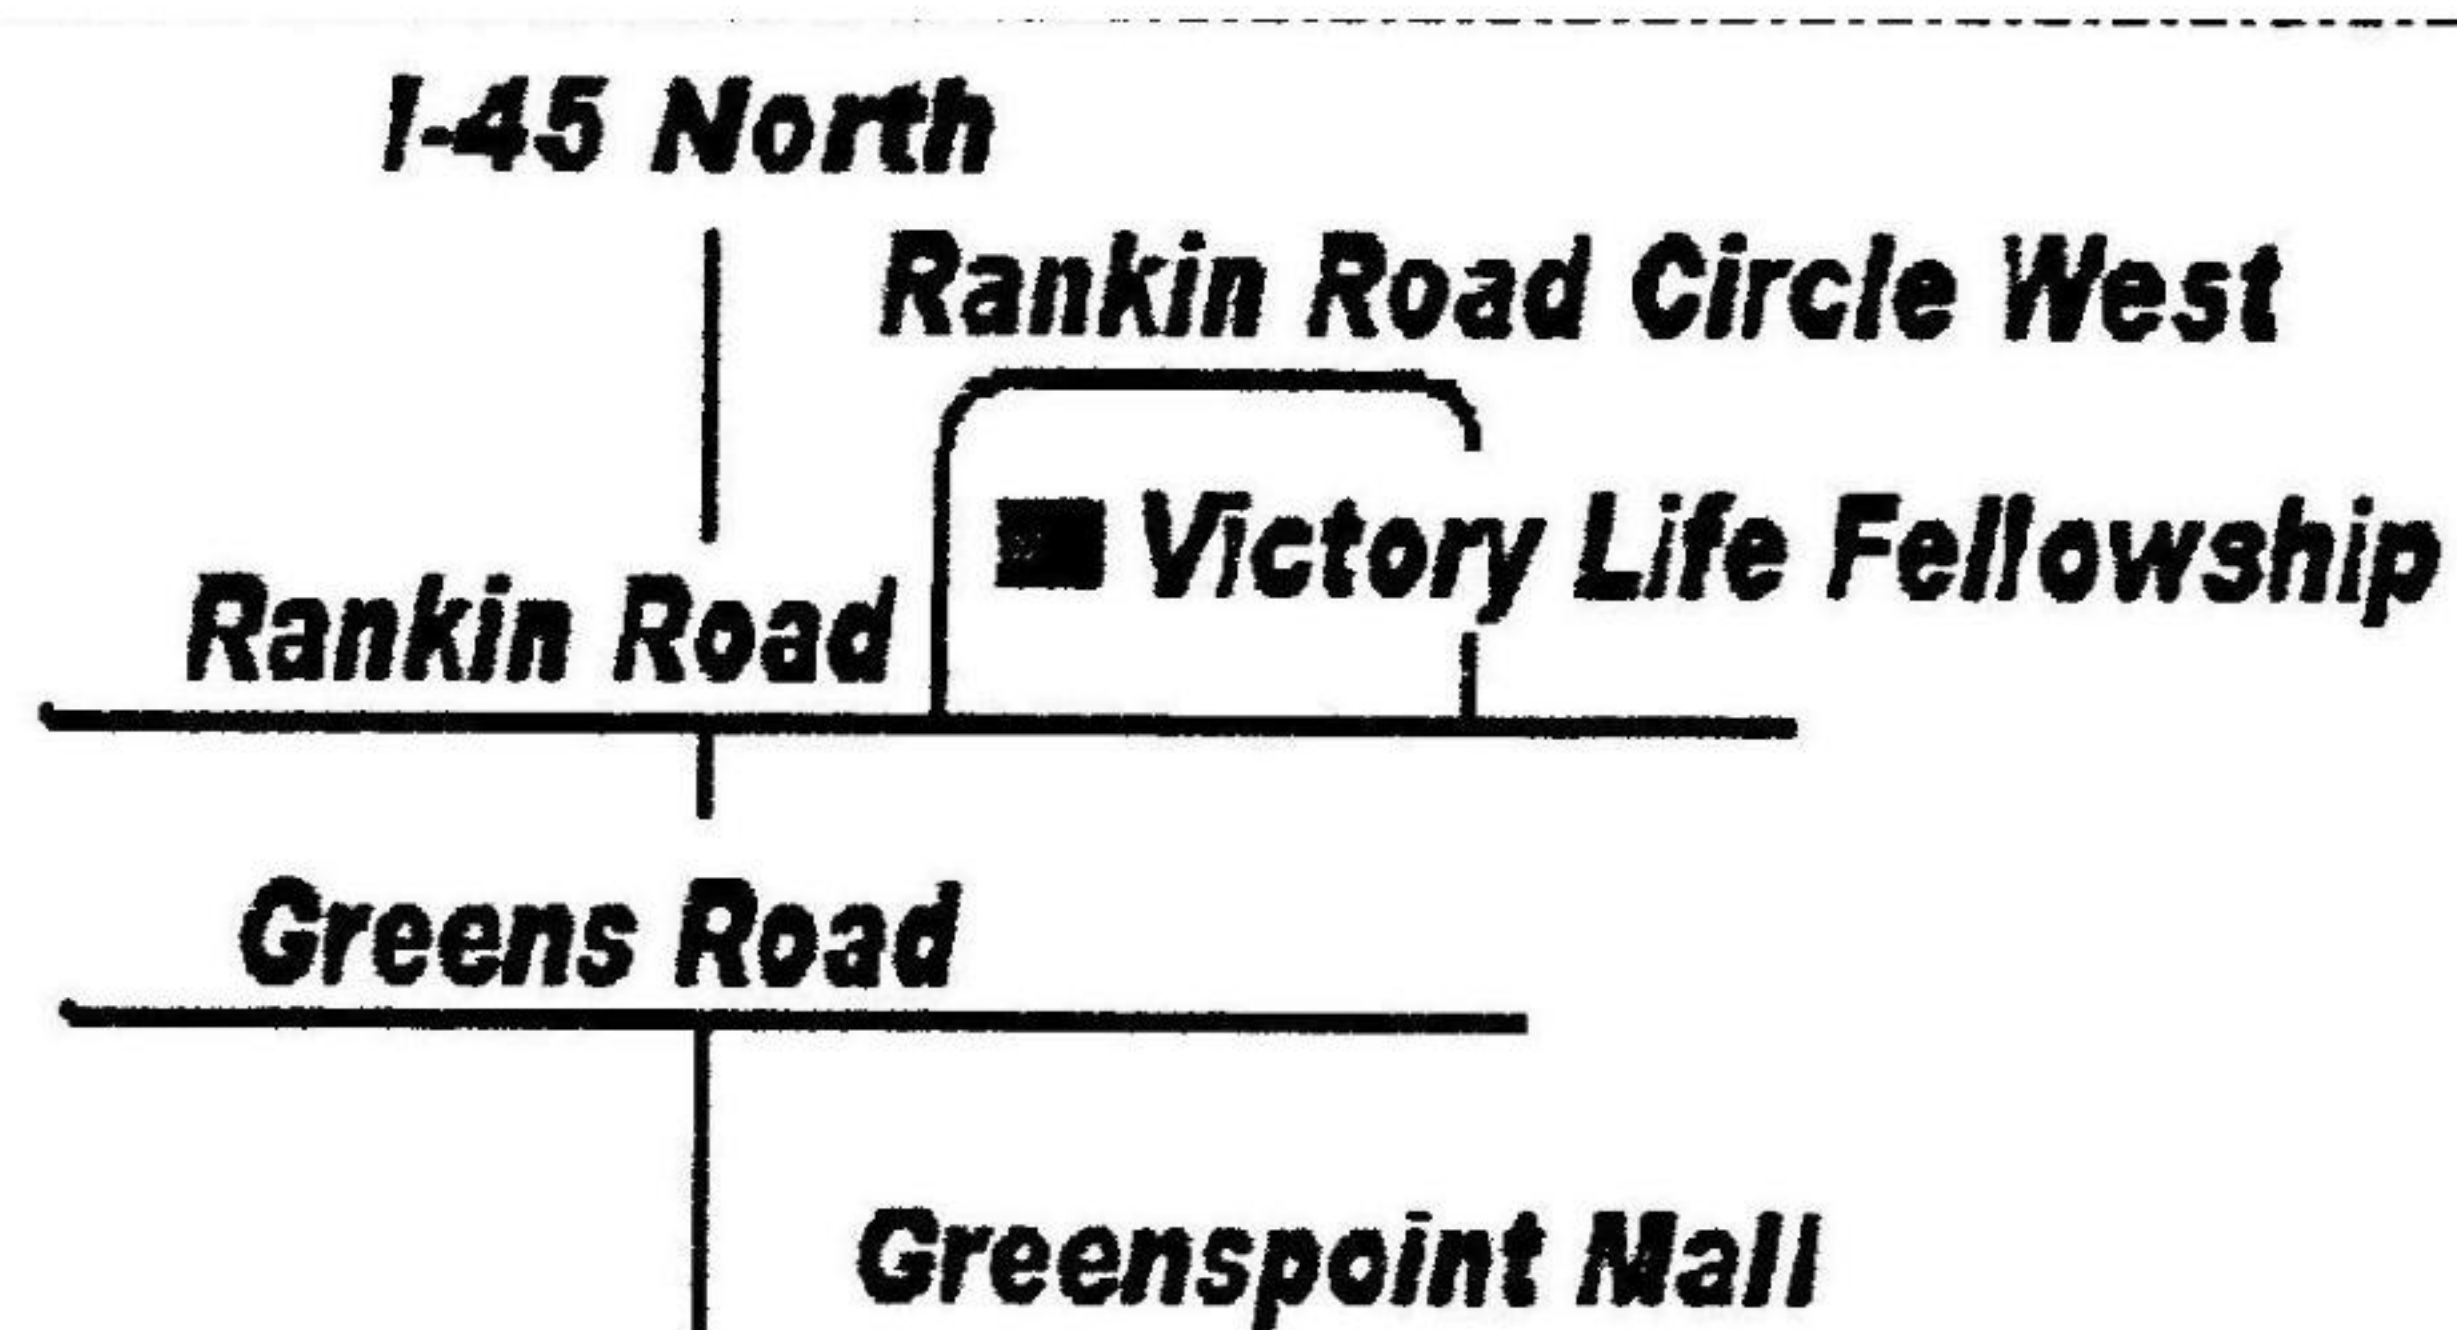 I-45 North
Rankin Road Circle West
Victory Life Fellowship
Rankin Road
Greens Road
Greenspoint Mall